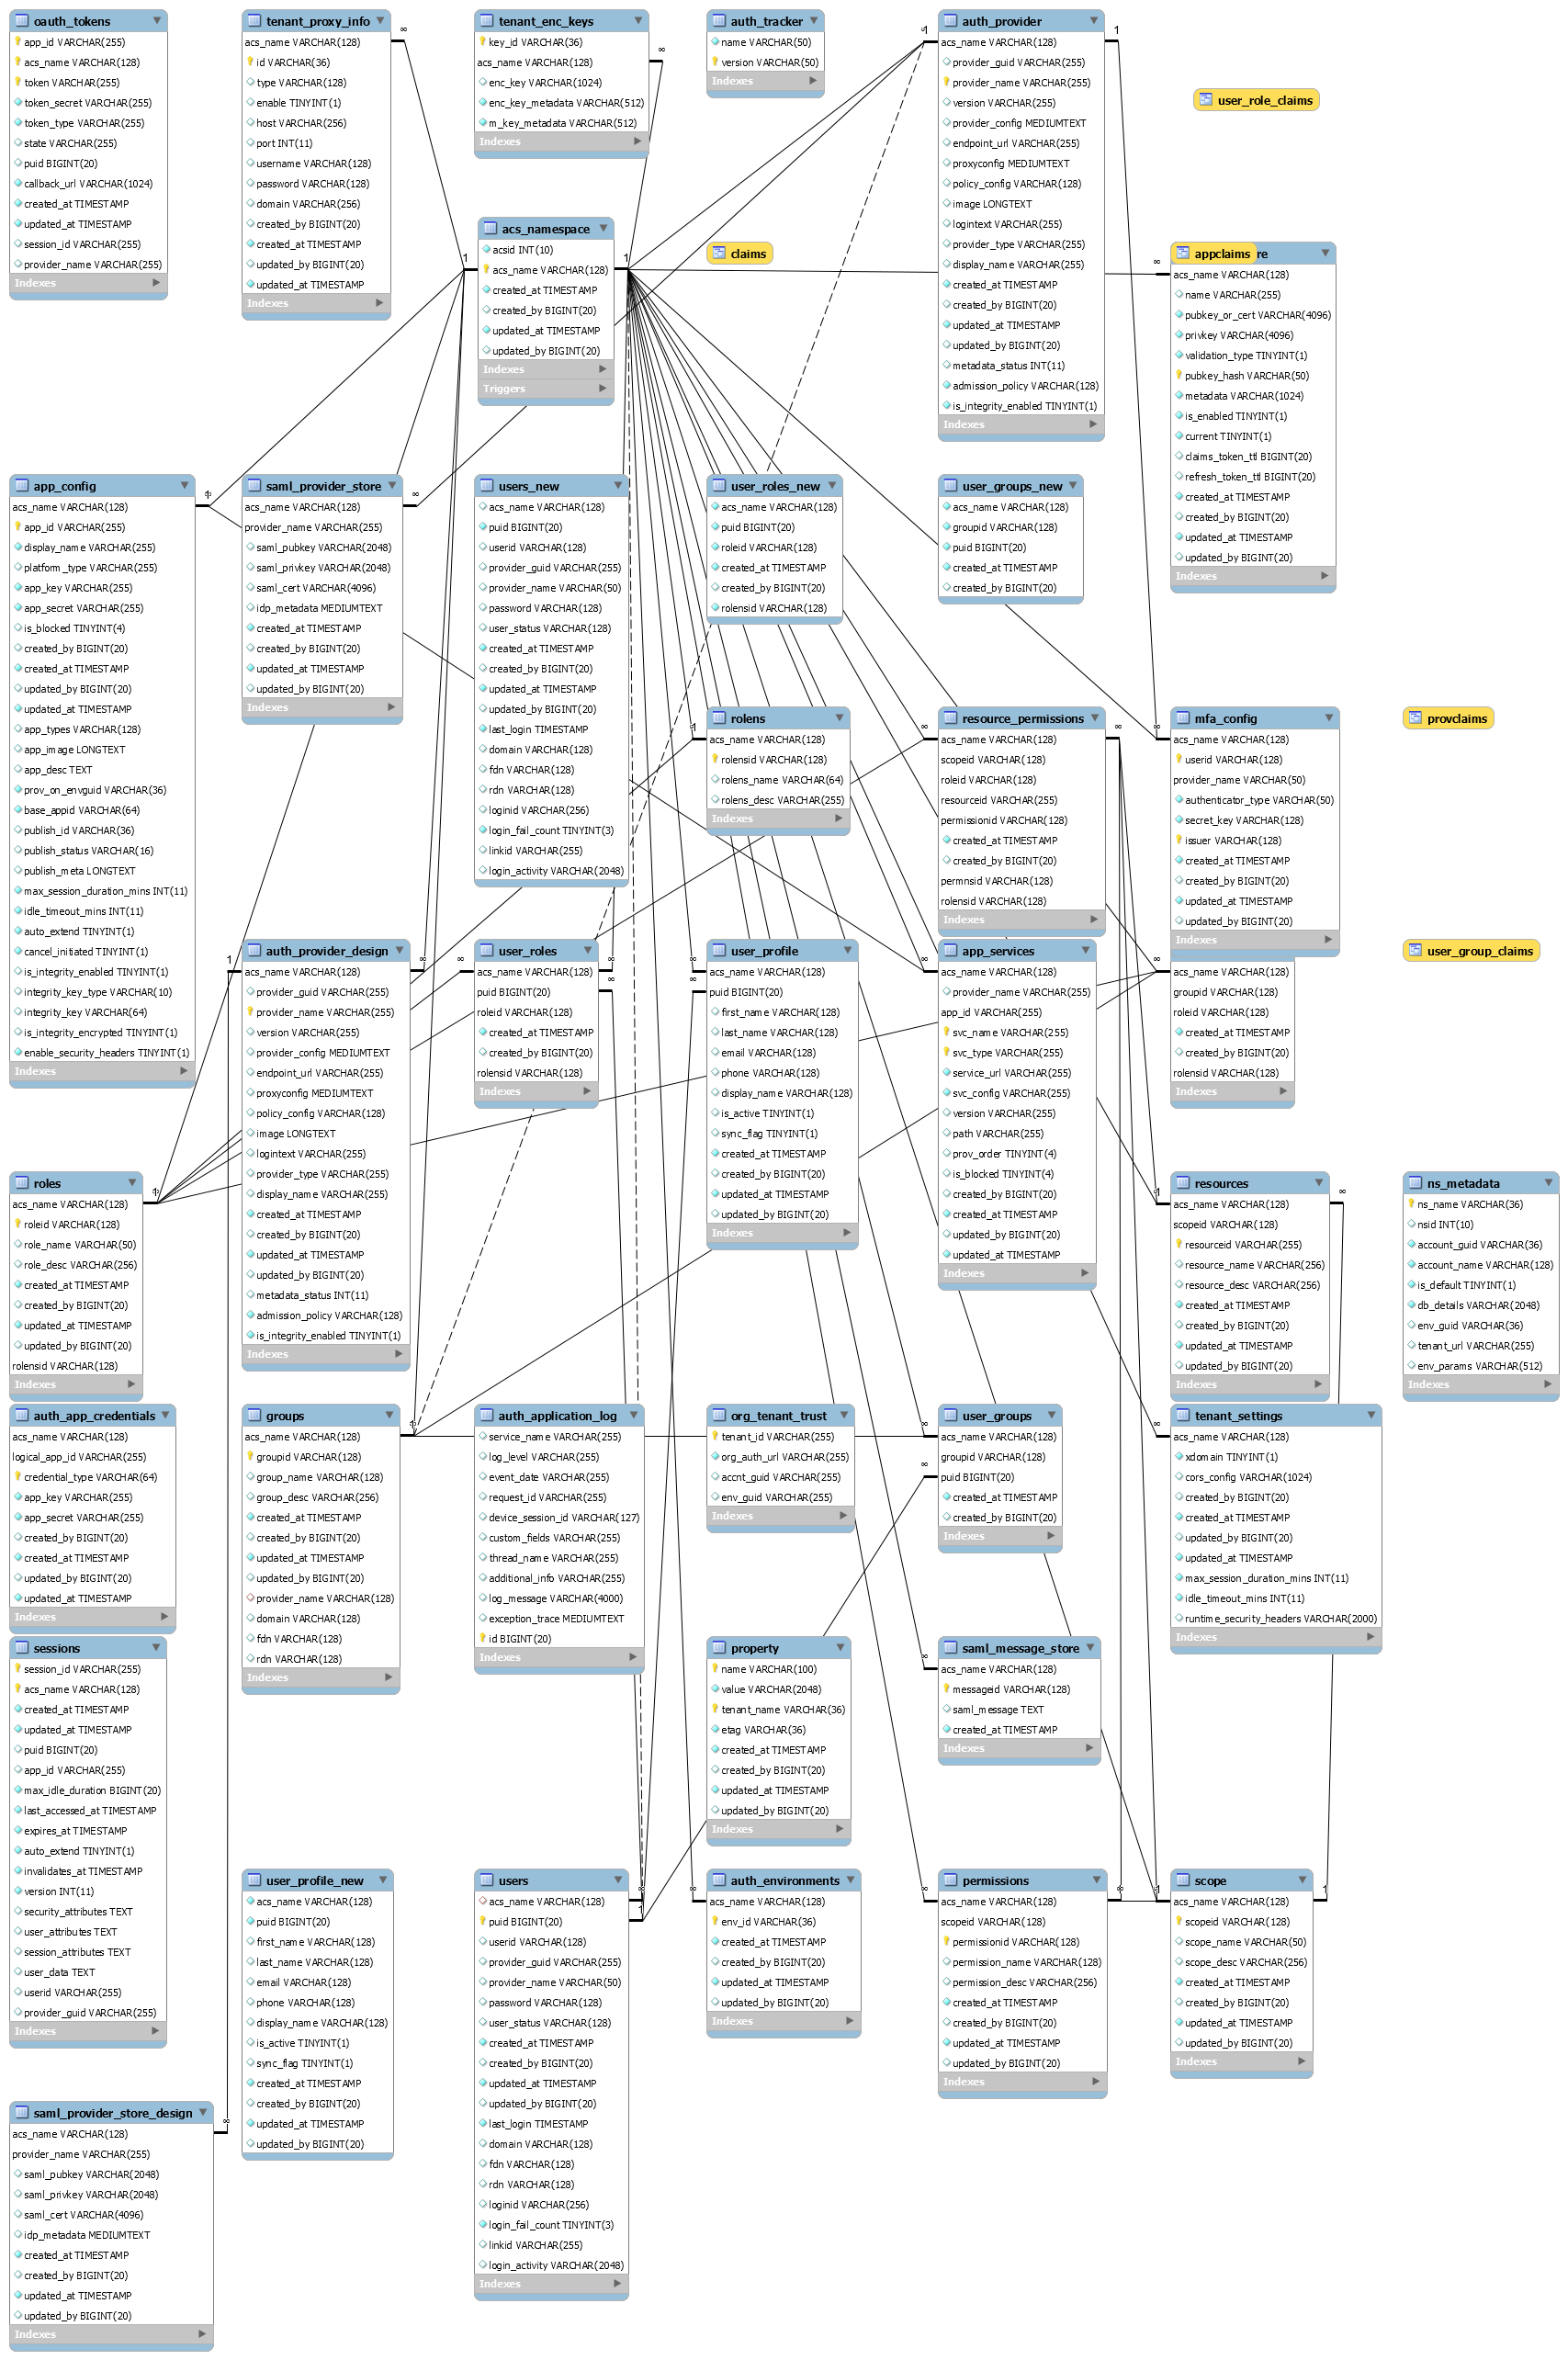 oauth_tokens
app_id VARCHAR(255)
acs_name VARCHAR(128)
token VARCHAR(255)
token_secret VARCHAR(255)
token_type VARCHAR(255)
state VARCHAR(255)
puid BIGINT(20)
callback_url VARCHAR(1024)
created_at TIMESTAMP
updated_at TIMESTAMP
session_id VARCHAR(255)
provider_name VARCHAR(255)
Indexes
tenant_proxy_info
acs_name VARCHAR(128)
id VARCHAR(36)
type VARCHAR(128)
enable TINYINT(1)
host VARCHAR(256)
port INT(11)
username VARCHAR(128)
password VARCHAR(128)
domain VARCHAR(256)
created_by BIGINT(20)
created_at TIMESTAMP
updated_by BIGINT(20)
updated_at TIMESTAMP
Indexes
tenant_enc_keys
key_id VARCHAR(36)
acs_name VARCHAR(128)
enc_key VARCHAR(1024)
enc_key_metadata VARCHAR(512)
m_key_metadata VARCHAR(512)
Indexes
auth_tracker
name VARCHAR(50)
version VARCHAR(50)
Indexes
auth_provider
acs_name VARCHAR(128)
provider_guid VARCHAR(255)
provider_name VARCHAR(255)
version VARCHAR(255)
provider_config MEDIUMTEXT
endpoint_url VARCHAR(255)
proxyconfig MEDIUMTEXT
policy_config VARCHAR(128)
image LONGTEXT
logintext VARCHAR(255)
provider_type VARCHAR(255)
display_name VARCHAR(255)
created_at TIMESTAMP
created_by BIGINT(20)
updated_at TIMESTAMP
updated_by BIGINT(20)
metadata_status INT(11)
admission_policy VARCHAR(128)
is_integrity_enabled TINYINT(1)
Indexes
user_role_claims
acs_namespace
acsid INT(10)
acs_name VARCHAR(128)
created_at TIMESTAMP
created_by BIGINT(20)
updated_at TIMESTAMP
updated_by BIGINT(20)
Indexes
Triggers
claims
appclaims re
acs_name VARCHAR(128)
name VARCHAR(255)
pubkey_or_cert VARCHAR(4096)
privkey VARCHAR(4096)
validation_type TINYINT(1)
pubkey_hash VARCHAR(50)
metadata VARCHAR(1024)
is_enabled TINYINT(1)
current TINYINT(1)
claims_token_ttl BIGINT(20)
refresh_token_ttl BIGINT(20)
created_at TIMESTAMP
created_by BIGINT(20)
updated_at TIMESTAMP
updated_by BIGINT(20)
Indexes
app_config
acs_name VARCHAR(128)
app_id VARCHAR(255)
display_name VARCHAR(255)
platform_type VARCHAR(255)
app_key VARCHAR(255)
app_secret VARCHAR(255)
is_blocked TINYINT(4)
created_by BIGINT(20)
created_at TIMESTAMP
updated_by BIGINT(20)
updated_at TIMESTAMP
app_types VARCHAR(128)
app_image LONGTEXT
app_desc TEXT
prov_on_envguid VARCHAR(36)
base_appid VARCHAR(64)
publish_id VARCHAR(36)
publish_status VARCHAR(16)
publish_meta LONGTEXT
max_session_duration_mins INT(11)
idle_timeout_mins INT(11)
auto_extend TINYINT(1)
cancel_initiated TINYINT(1)
is_integrity_enabled TINYINT(1)
integrity_key_type VARCHAR(10)
integrity_key VARCHAR(64)
is_integrity_encrypted TINYINT(1)
enable_security_headers TINYINT(1)
Indexes
saml_provider_store
acs_name VARCHAR(128)
provider_name VARCHAR(255)
saml_pubkey VARCHAR(2048)
saml_privkey VARCHAR(2048)
saml_cert VARCHAR(4096)
idp_metadata MEDIUMTEXT
created_at TIMESTAMP
created_by BIGINT(20)
updated_at TIMESTAMP
updated_by BIGINT(20)
Indexes
users_new
acs_name VARCHAR(128)
puid BIGINT(20)
userid VARCHAR(128)
provider_guid VARCHAR(255)
provider_name VARCHAR(50)
password VARCHAR(128)
user_status VARCHAR(128)
created_at TIMESTAMP
created_by BIGINT(20)
updated_at TIMESTAMP
updated_by BIGINT(20)
last_login TIMESTAMP
domain VARCHAR(128)
fdn VARCHAR(128)
rdn VARCHAR(128)
loginid VARCHAR(256)
login_fail_count TINYINT(3)
linkid VARCHAR(255)
login_activity VARCHAR(2048)
user_roles_new
acs_name VARCHAR(128)
puid BIGINT(20)
roleid VARCHAR(128)
created_at TIMESTAMP
created_by BIGINT(20)
rolensid VARCHAR(128)
user_groups_new
acs_name VARCHAR(128)
groupid VARCHAR(128)
puid BIGINT(20)
created_at TIMESTAMP
created_by BIGINT(20)
rolens
acs_name VARCHAR(128)
rolensid VARCHAR(128)
rolens_name VARCHAR(64)
rolens_desc VARCHAR(255)
Indexes
resource_permissions
acs_name VARCHAR(128)
scopeid VARCHAR(128)
roleid VARCHAR(128)
resourceid VARCHAR(255)
permissionid VARCHAR(128)
created_at TIMESTAMP
created_by BIGINT(20)
permnsid VARCHAR(128)
rolensid VARCHAR(128)
Indexes
mfa_config
acs_name VARCHAR(128)
userid VARCHAR(128)
provider_name VARCHAR(50)
authenticator_type VARCHAR(50)
secret_key VARCHAR(128)
issuer VARCHAR(128)
created_at TIMESTAMP
created_by BIGINT(20)
updated_at TIMESTAMP
updated_by BIGINT(20)
Indexes
provclaims
auth_provider_design
acs_name VARCHAR(128)
provider_guid VARCHAR(255)
provider_name VARCHAR(255)
version VARCHAR(255)
provider_config MEDIUMTEXT
endpoint_url VARCHAR(255)
proxyconfig MEDIUMTEXT
policy_config VARCHAR(128)
image LONGTEXT
logintext VARCHAR(255)
provider_type VARCHAR(255)
display_name VARCHAR(255)
created_at TIMESTAMP
created_by BIGINT(20)
updated_at TIMESTAMP
updated_by BIGINT(20)
metadata_status INT(11)
admission_policy VARCHAR(128)
is_integrity_enabled TINYINT(1)
Indexes
user_roles
acs_name VARCHAR(128)
puid BIGINT(20)
roleid VARCHAR(128)
created_at TIMESTAMP
created_by BIGINT(20)
rolensid VARCHAR(128)
Indexes
user_profile
acs_name VARCHAR(128)
puid BIGINT(20)
first_name VARCHAR(128)
last_name VARCHAR(128)
email VARCHAR(128)
phone VARCHAR(128)
display_name VARCHAR(128)
is_active TINYINT(1)
sync_flag TINYINT(1)
created_at TIMESTAMP
created_by BIGINT(20)
updated_at TIMESTAMP
updated_by BIGINT(20)
Indexes
app_services
acs_name VARCHAR(128)
provider_name VARCHAR(255)
app_id VARCHAR(255)
svc_name VARCHAR(255)
svc_type VARCHAR(255)
service_url VARCHAR(255)
svc_config VARCHAR(255)
version VARCHAR(255)
path VARCHAR(255)
prov_order TINYINT(4)
is_blocked TINYINT(4)
created_by BIGINT(20)
created_at TIMESTAMP
updated_by BIGINT(20)
updated_at TIMESTAMP
Indexes
acs_name VARCHAR(128)
groupid VARCHAR(128)
roleid VARCHAR(128)
created_at TIMESTAMP
created_by BIGINT(20)
rolensid VARCHAR(128)
Indexes
user_group_claims
roles
acs_name VARCHAR(128)
roleid VARCHAR(128)
role_name VARCHAR(50)
role_desc VARCHAR(256)
created_at TIMESTAMP
created_by BIGINT(20)
updated_at TIMESTAMP
updated_by BIGINT(20)
rolensid VARCHAR(128)
Indexes
resources
acs_name VARCHAR(128)
scopeid VARCHAR(128)
resourceid VARCHAR(255)
resource_name VARCHAR(256)
resource_desc VARCHAR(256)
created_at TIMESTAMP
created_by BIGINT(20)
updated_at TIMESTAMP
updated_by BIGINT(20)
Indexes
ns_metadata
ns_name VARCHAR(36)
nsid INT(10)
account_guid VARCHAR(36)
account_name VARCHAR(128)
is_default TINYINT(1)
db_details VARCHAR(2048)
env_guid VARCHAR(36)
tenant_url VARCHAR(255)
env_params VARCHAR(512)
Indexes
auth_app_credentials
acs_name VARCHAR(128)
logical_app_id VARCHAR(255)
credential_type VARCHAR(64)
app_key VARCHAR(255)
app_secret VARCHAR(255)
created_by BIGINT(20)
created_at TIMESTAMP
updated_by BIGINT(20)
updated_at TIMESTAMP
Indexes
groups
acs_name VARCHAR(128)
groupid VARCHAR(128)
group_name VARCHAR(128)
group_desc VARCHAR(256)
created_at TIMESTAMP
created_by BIGINT(20)
updated_at TIMESTAMP
updated_by BIGINT(20)
provider_name VARCHAR(128)
domain VARCHAR(128)
fdn VARCHAR(128)
rdn VARCHAR(128)
Indexes
auth_application_log
service_name VARCHAR(255)
log_level VARCHAR(255)
event_date VARCHAR(255)
request_id VARCHAR(255)
device_session_id VARCHAR(127)
custom_fields VARCHAR(255)
thread_name VARCHAR(255)
additional_info VARCHAR(255)
log_message VARCHAR(4000)
exception_trace MEDIUMTEXT
id BIGINT(20)
Indexes
org_tenant_trust
tenant_id VARCHAR(255)
org_auth_url VARCHAR(255)
accnt_guid VARCHAR(255)
env_guid VARCHAR(255)
Indexes
user_groups
acs_name VARCHAR(128)
groupid VARCHAR(128)
puid BIGINT(20)
created_at TIMESTAMP
created_by BIGINT(20)
Indexes
tenant_settings
acs_name VARCHAR(128)
xdomain TINYINT(1)
cors_config VARCHAR(1024)
created_by BIGINT(20)
created_at TIMESTAMP
updated_by BIGINT(20)
updated_at TIMESTAMP
max_session_duration_mins INT(11)
idle_timeout_mins INT(11)
runtime_security_headers VARCHAR(2000)
Indexes
sessions
session_id VARCHAR(255)
acs_name VARCHAR(128)
created_at TIMESTAMP
updated_at TIMESTAMP
puid BIGINT(20)
app_id VARCHAR(255)
max_idle_duration BIGINT(20)
last_accessed_at TIMESTAMP
expires_at TIMESTAMP
auto_extend TINYINT(1)
invalidates_at TIMESTAMP
version INT(11)
security_attributes TEXT
user_attributes TEXT
session_attributes TEXT
user_data TEXT
userid VARCHAR(255)
provider_guid VARCHAR(255)
Indexes
property
name VARCHAR(100)
value VARCHAR(2048)
tenant_name VARCHAR(36)
etag VARCHAR(36)
created_at TIMESTAMP
created_by BIGINT(20)
updated_at TIMESTAMP
updated_by BIGINT(20)
Indexes
saml_message_store
acs_name VARCHAR(128)
messageid VARCHAR(128)
saml_message TEXT
created_at TIMESTAMP
Indexes
user_profile_new
acs_name VARCHAR(128)
puid BIGINT(20)
first_name VARCHAR(128)
last_name VARCHAR(128)
email VARCHAR(128)
phone VARCHAR(128)
display_name VARCHAR(128)
is_active TINYINT(1)
sync_flag TINYINT(1)
created_at TIMESTAMP
created_by BIGINT(20)
updated_at TIMESTAMP
updated_by BIGINT(20)
users
acs_name VARCHAR(128)
puid BIGINT(20)
userid VARCHAR(128)
provider_guid VARCHAR(255)
provider_name VARCHAR(50)
password VARCHAR(128)
user_status VARCHAR(128)
created_at TIMESTAMP
created_by BIGINT(20)
updated_at TIMESTAMP
updated_by BIGINT(20)
last_login TIMESTAMP
domain VARCHAR(128)
fdn VARCHAR(128)
rdn VARCHAR(128)
loginid VARCHAR(256)
login_fail_count TINYINT(3)
linkid VARCHAR(255)
login_activity VARCHAR(2048)
Indexes
auth_environments
acs_name VARCHAR(128)
env_id VARCHAR(36)
created_at TIMESTAMP
created_by BIGINT(20)
updated_at TIMESTAMP
updated_by BIGINT(20)
Indexes
permissions
acs_name VARCHAR(128)
scopeid VARCHAR(128)
permissionid VARCHAR(128)
permission_name VARCHAR(128)
permission_desc VARCHAR(256)
created_at TIMESTAMP
created_by BIGINT(20)
updated_at TIMESTAMP
updated_by BIGINT(20)
Indexes
scope
acs_name VARCHAR(128)
scopeid VARCHAR(128)
scope_name VARCHAR(50)
scope_desc VARCHAR(256)
created_at TIMESTAMP
created_by BIGINT(20)
updated_at TIMESTAMP
updated_by BIGINT(20)
Indexes
saml_provider_store_design
acs_name VARCHAR(128)
provider_name VARCHAR(255)
saml_pubkey VARCHAR(2048)
saml_privkey VARCHAR(2048)
saml_cert VARCHAR(4096)
idp_metadata MEDIUMTEXT
created_at TIMESTAMP
created_by BIGINT(20)
updated_at TIMESTAMP
updated_by BIGINT(20)
Indexes